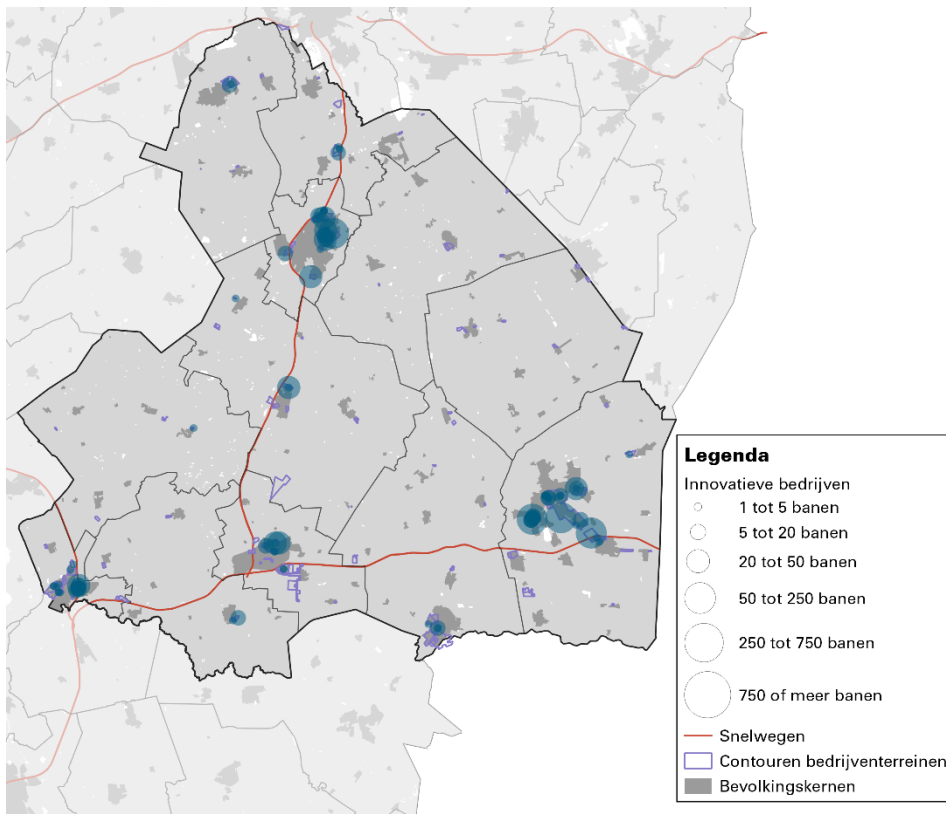 Legenda
Innovatieve bedrijven
1 tot 5 banen
5 tot 20 banen
20 tot 50 banen
50 tot 250 banen
250 tot 750 banen
750 of meer banen
Snelwegen
Contouren bedrijventerreinen
Bevolkingskernen